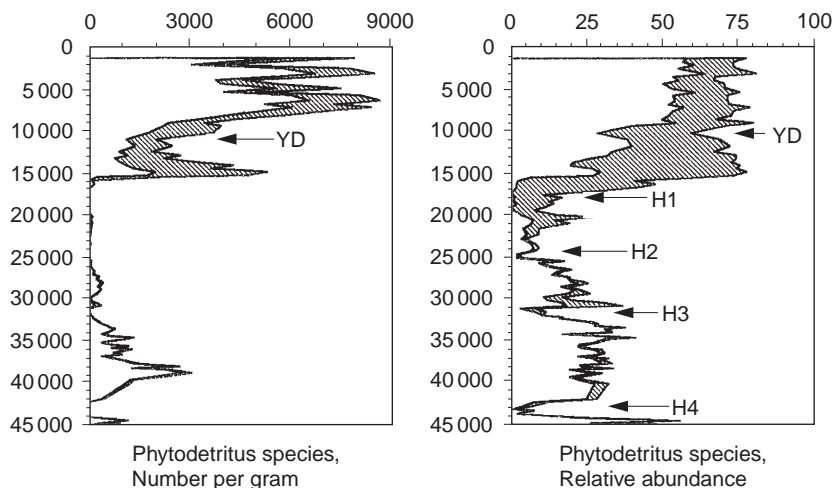 0 3000 6000 9000
0
5 000
10 000
15 000
20 000
25 000
30 000
35 000
40 000
45 000
YD
Phytodetritus species,
Number per gram
0 25 50 75 100
0
5 000
10 000
15 000
20 000
25 000
30 000
35 000
40 000
45 000
YD
H1
H2
H3
H4
Phytodetritus species,
Relative abundance